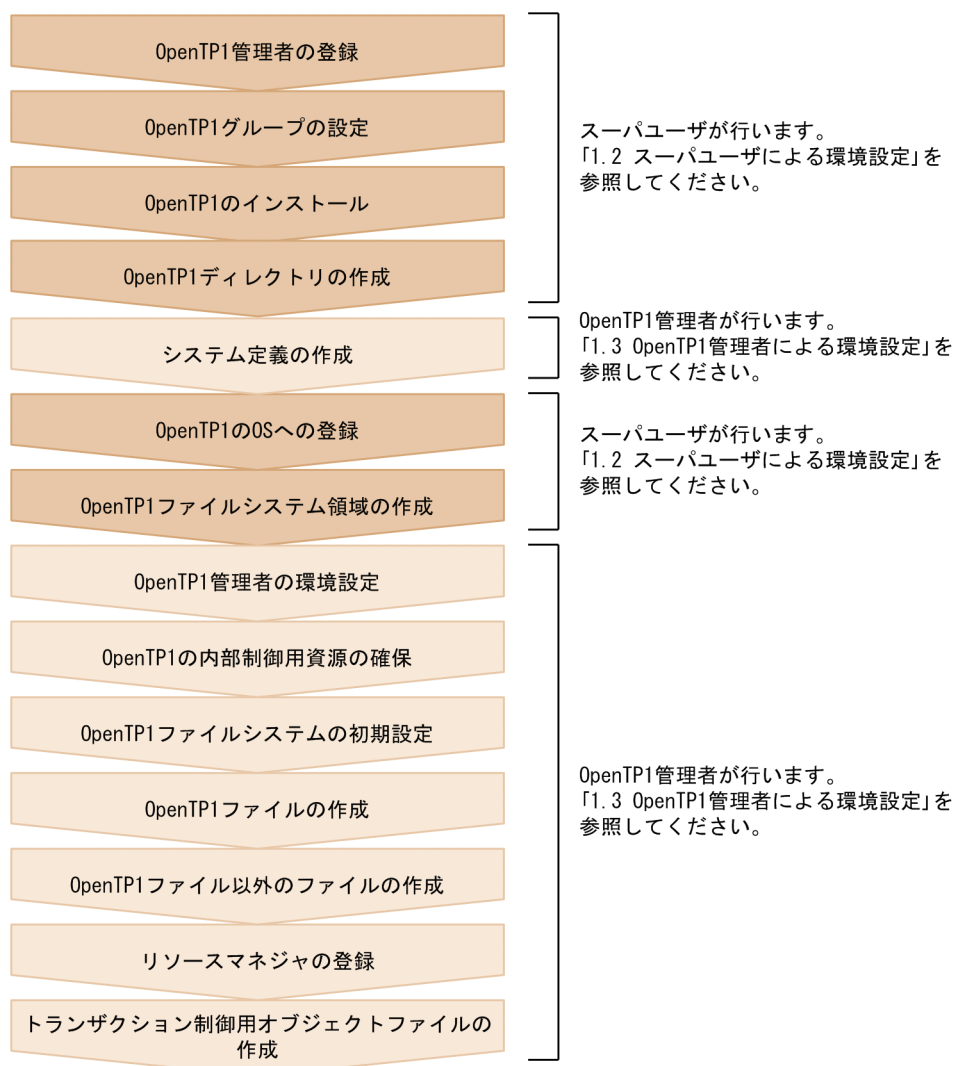 OpenTP1管理者の登録
OpenTP1グループの設定
OpenTP1のインストール
OpenTP1ディレクトリの作成
スーパユーザが行います。
「1.2 スーパユーザによる環境設定」を
参照してください。
システム定義の作成
OpenTP1管理者が行います。
「1.3 OpenTP1管理者による環境設定」を
参照してください。
OpenTP1のOSへの登録
OpenTP1ファイルシステム領域の作成
スーパユーザが行います。
「1.2 スーパユーザによる環境設定」を
参照してください。
OpenTP1管理者の環境設定
OpenTP1の内部制御用資源の確保
OpenTP1ファイルシステムの初期設定
OpenTP1ファイルの作成
OpenTP1ファイル以外のファイルの作成
リソースマネジャの登録
トランザクション制御用オブジェクトファイルの
作成
OpenTP1管理者が行います。
「1.3 OpenTP1管理者による環境設定」を
参照してください。